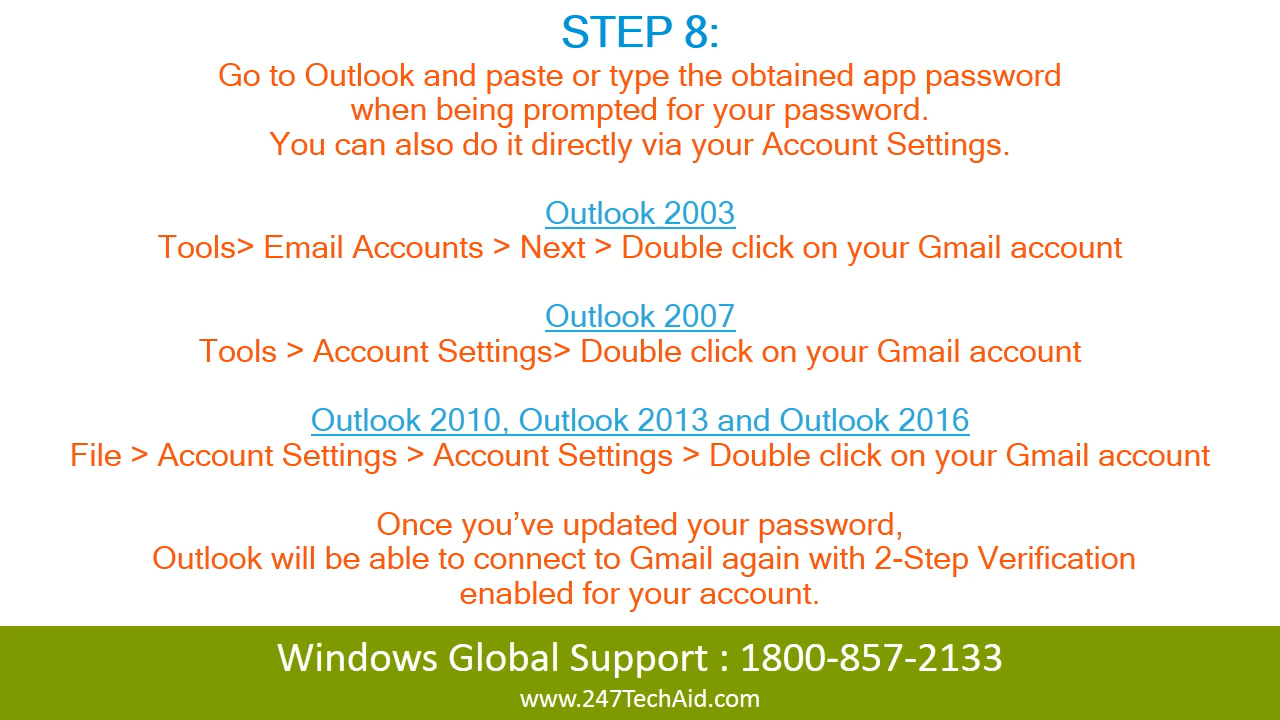 STEP 8:
Go to Outlook and paste or type the obtained app password
when being prompted for your password.
You can also do it directly via your Account Settings.
Outlook 2003
Tools> Email Accounts > Next > Double click on your Gmail account
Outlook 2007
Tools > Account Settings> Double click on your Gmail account
Outlook 2010, Outlook 2013 and Outlook 2016
File > Account Settings > Account Settings > Double click on your Gmail account
Once you’ve updated your password,
Outlook will be able to connect to Gmail again with 2-Step Verification
enabled for your account.
Windows Global Support : 1800-857-2133
www.247TechAid.com